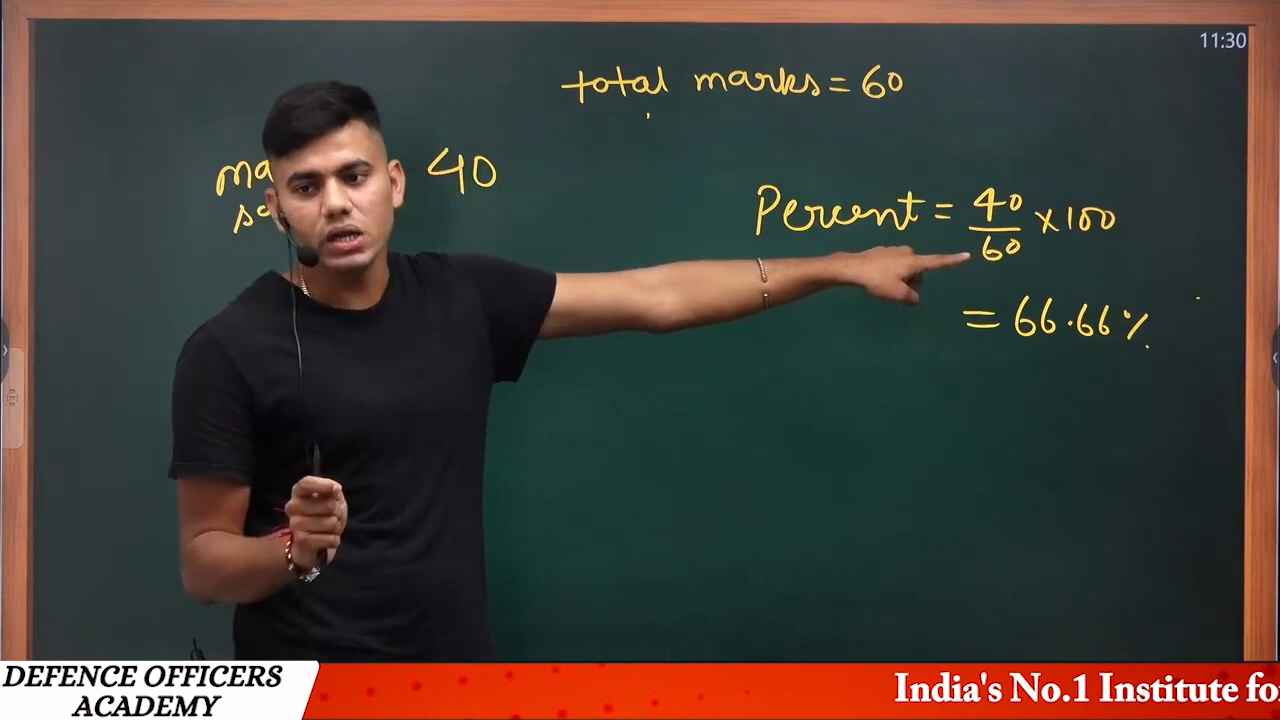 11:30
total marks = 60
40
Percent = 40/60 × 100
= 66.66 %
DEFENCE OFFICERS
ACADEMY
India's No.1 Institute